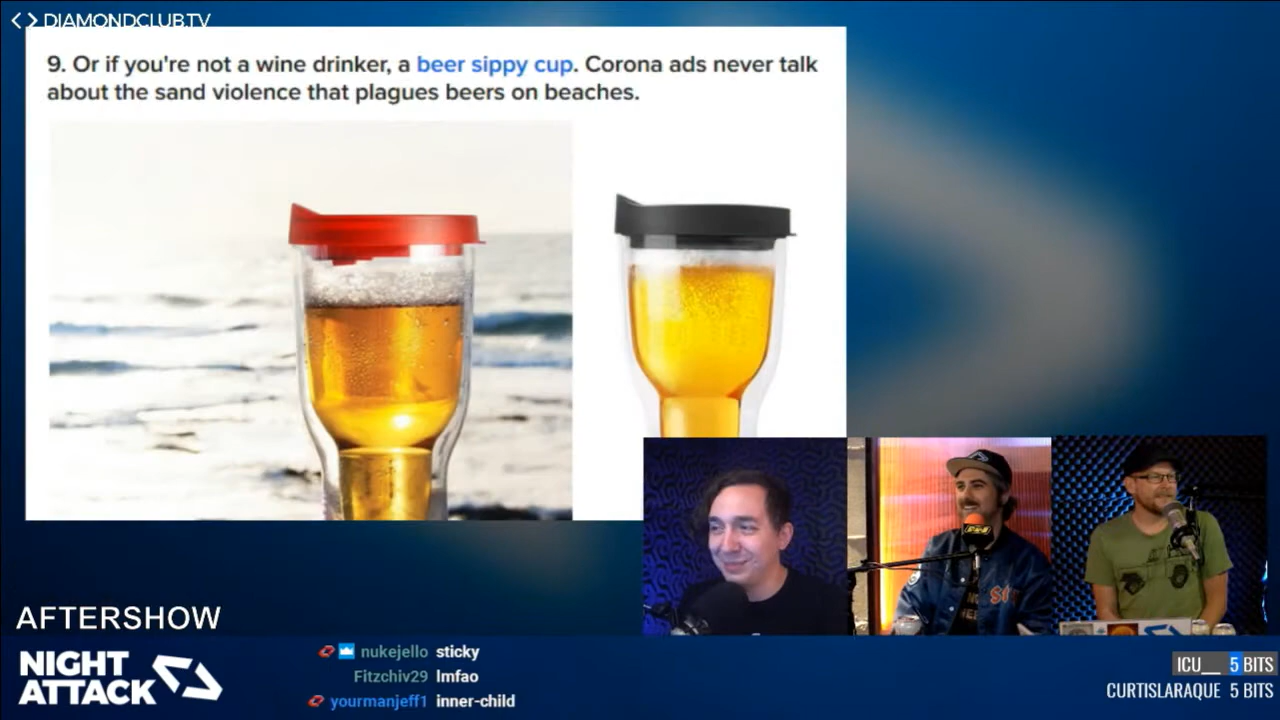 DIAMONDCLUB.TV
9. Or if you're not a wine drinker, a beer sippy cup. Corona ads never talk
about the sand violence that plagues beers on beaches.
AFTERSHOW
NIGHT
ATTACK
nukejello sticky
Fitzchiv29 lmfao
yourmanjeff1 inner-child
ICU__ 5 BITS
CURTISLARAQUE 5 BITS